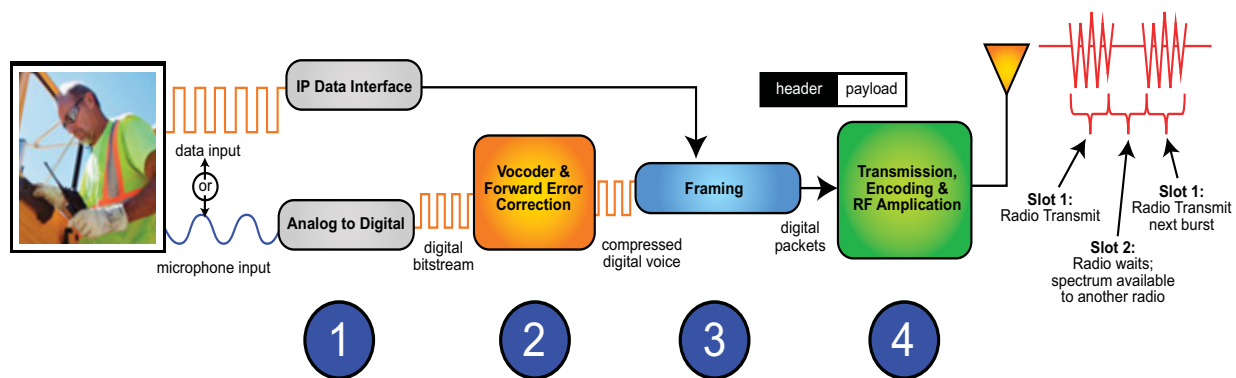 IP Data Interface
data input
or
microphone input
Analog to Digital
digital
bitstream
Vocoder &
Forward Error
Correction
compressed
digital voice
Framing
header payload
digital
packets
Transmission,
Encoding &
RF Amplication
Slot 1:
Radio Transmit
Slot 2:
Radio waits;
spectrum available
to another radio
Slot 1:
Radio Transmit
next burst
1
2
3
4